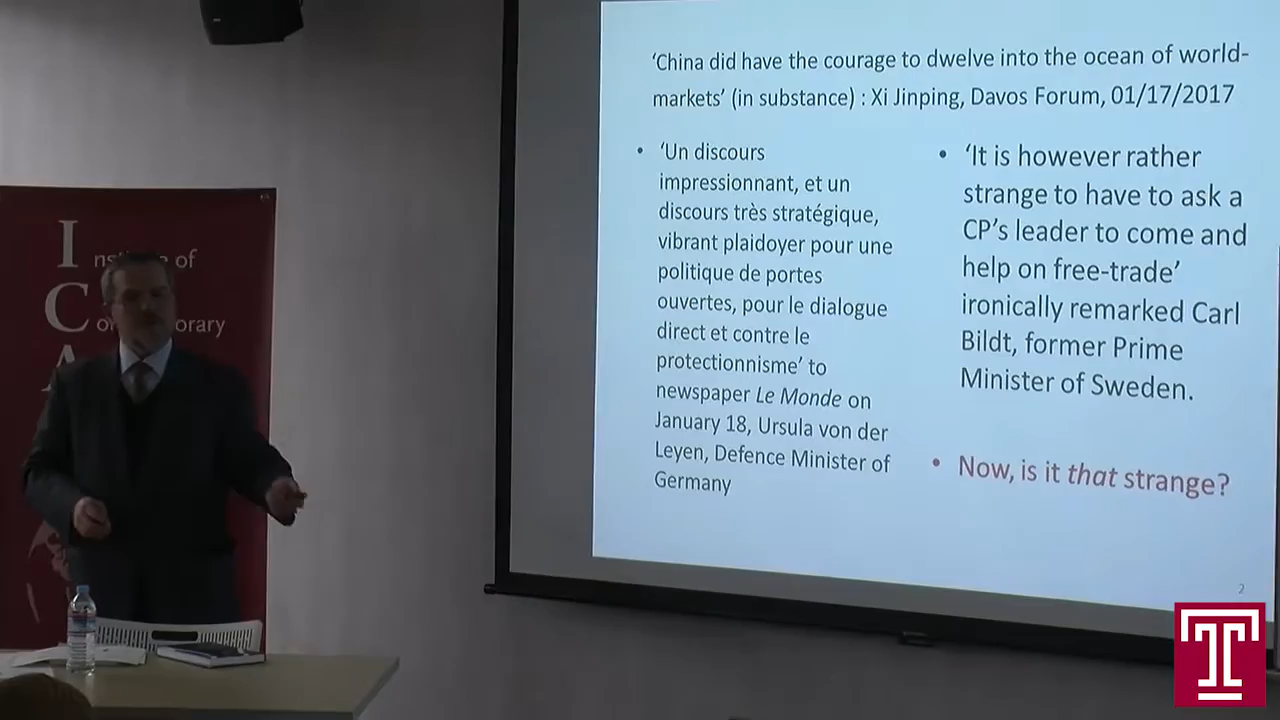 'China did have the courage to dwelve into the ocean of world-
markets' (in substance) : Xi Jinping, Davos Forum, 01/17/2017
• 'Un discours
impressionnant, et un
discours très stratégique,
vibrant plaidoyer pour une
politique de portes
ouvertes, pour le dialogue
direct et contre le
protectionnisme' to
newspaper Le Monde on
January 18, Ursula von der
Leyen, Defence Minister of
Germany
• 'It is however rather
strange to have to ask a
CP's leader to come and
help on free-trade'
ironically remarked Carl
Bildt, former Prime
Minister of Sweden.
• Now, is it that strange?
2
I of
C orary
A
T